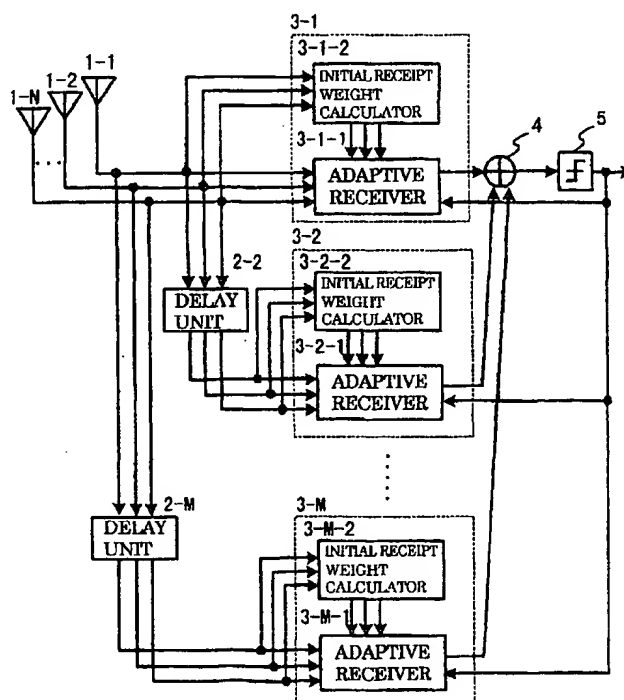 3-1
3-1-2
1-1
1-2
1-N
INITIAL RECEIPT
WEIGHT
CALCULATOR
4
5
3-1-1
ADAPTIVE
RECEIVER
3-2
2-2
3-2-2
DELAY
UNIT
INITIAL RECEIPT
WEIGHT
CALCULATOR
3-2-1
ADAPTIVE
RECEIVER
3-M
2-M
3-M-2
DELAY
UNIT
INITIAL RECEIPT
WEIGHT
CALCULATOR
3-M-1
ADAPTIVE
RECEIVER